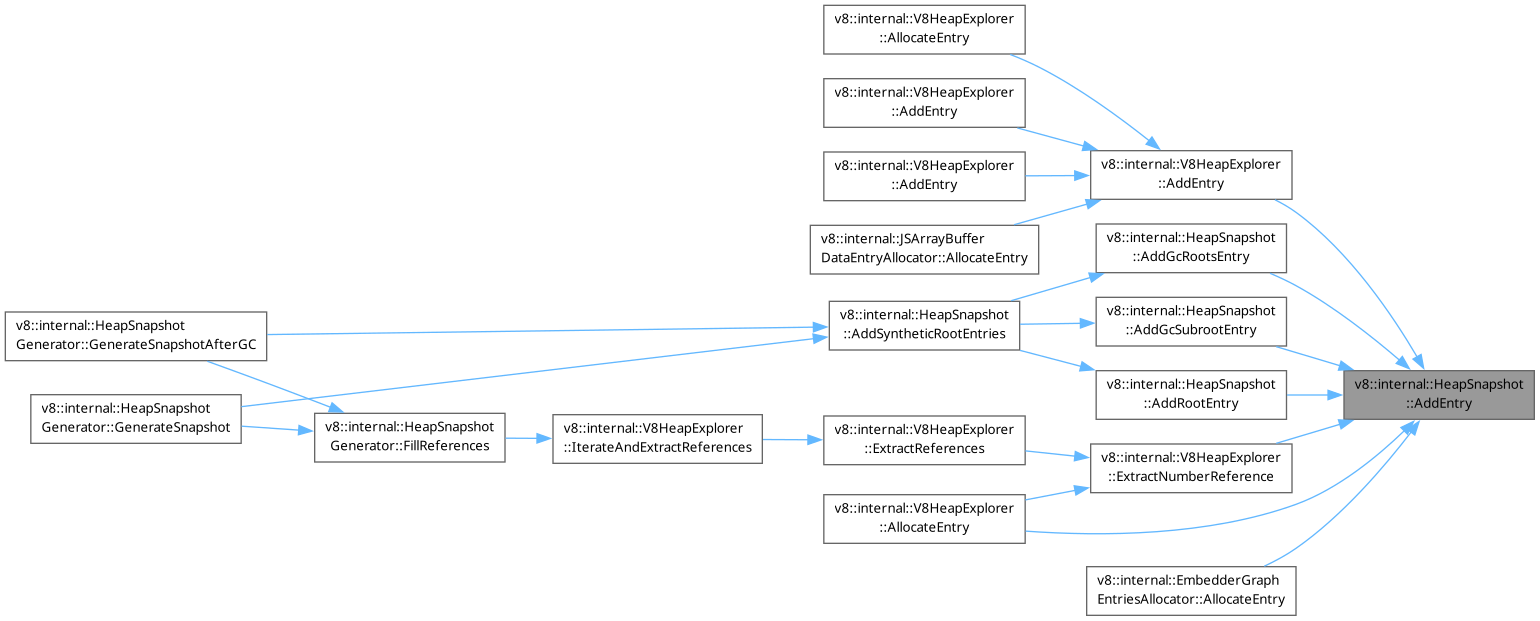 v8::internal::V8HeapExplorer
::AllocateEntry
v8::internal::V8HeapExplorer
::AddEntry
v8::internal::V8HeapExplorer
::AddEntry
v8::internal::V8HeapExplorer
::AddEntry
v8::internal::JSArrayBuffer
DataEntryAllocator::AllocateEntry
v8::internal::HeapSnapshot
::AddGcRootsEntry
v8::internal::HeapSnapshot
::AddSyntheticRootEntries
v8::internal::HeapSnapshot
::AddGcSubrootEntry
v8::internal::HeapSnapshot
Generator::GenerateSnapshotAfterGC
v8::internal::HeapSnapshot
::AddRootEntry
v8::internal::HeapSnapshot
::AddEntry
v8::internal::HeapSnapshot
Generator::GenerateSnapshot
v8::internal::HeapSnapshot
Generator::FillReferences
v8::internal::V8HeapExplorer
::IterateAndExtractReferences
v8::internal::V8HeapExplorer
::ExtractReferences
v8::internal::V8HeapExplorer
::ExtractNumberReference
v8::internal::V8HeapExplorer
::AllocateEntry
v8::internal::EmbedderGraph
EntriesAllocator::AllocateEntry